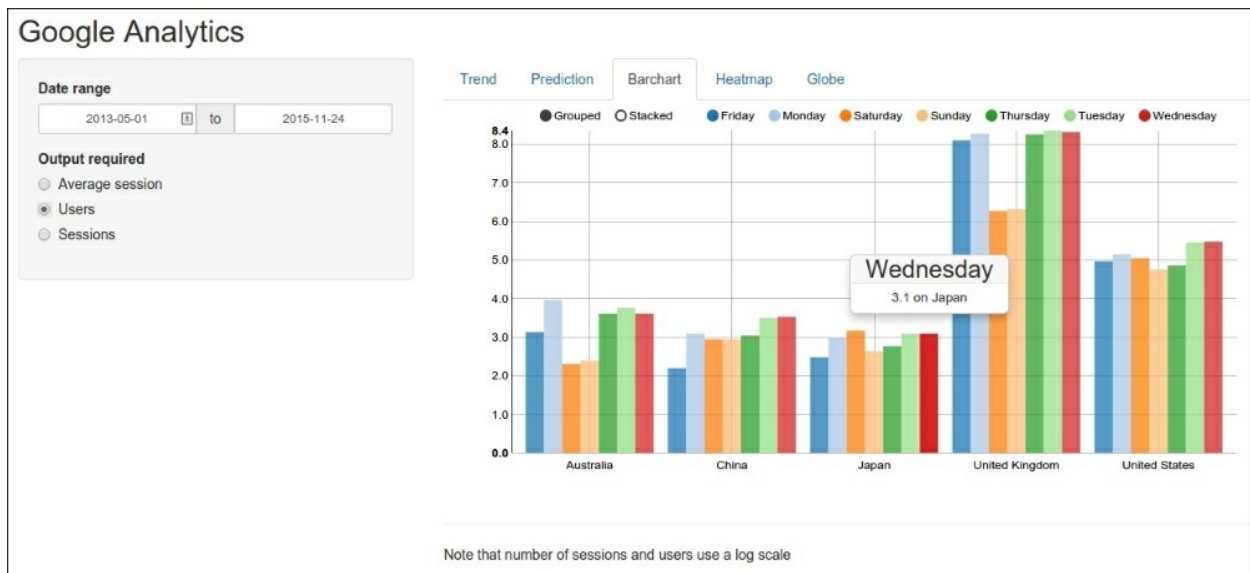 Google Analytics
Date range
2013-05-01 to 2015-11-24
Output required
Average session
Users
Sessions
Trend Prediction Barchart Heatmap Globe
Grouped Stacked Friday Monday Saturday Sunday Thursday Tuesday Wednesday
8.4
8.0
7.0
6.0
5.0
4.0
3.0
2.0
1.0
0.0
Wednesday
3.1 on Japan
Australia China Japan United Kingdom United States
Note that number of sessions and users use a log scale